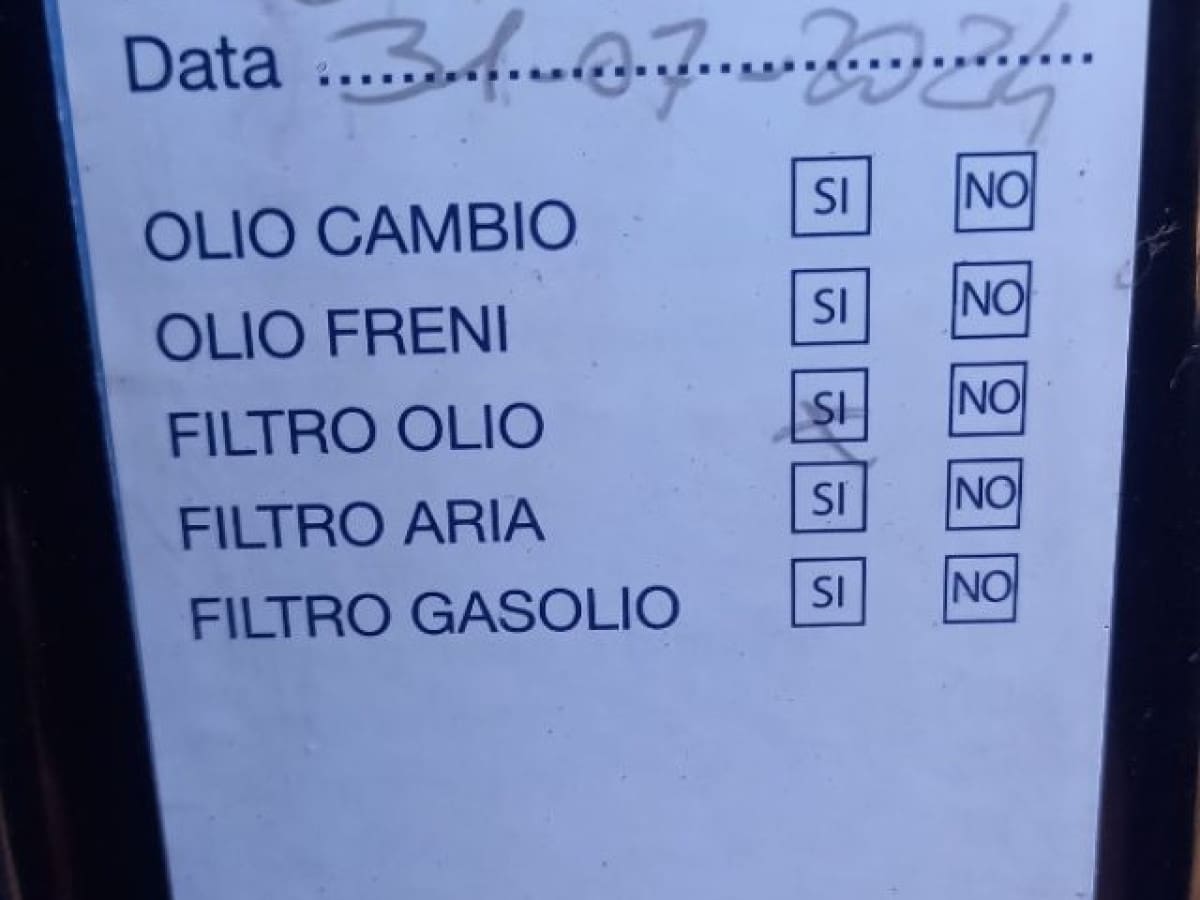 Data 31-07-2024
OLIO CAMBIO SI NO
OLIO FRENI SI NO
FILTRO OLIO SI NO
FILTRO ARIA SI NO
FILTRO GASOLIO SI NO